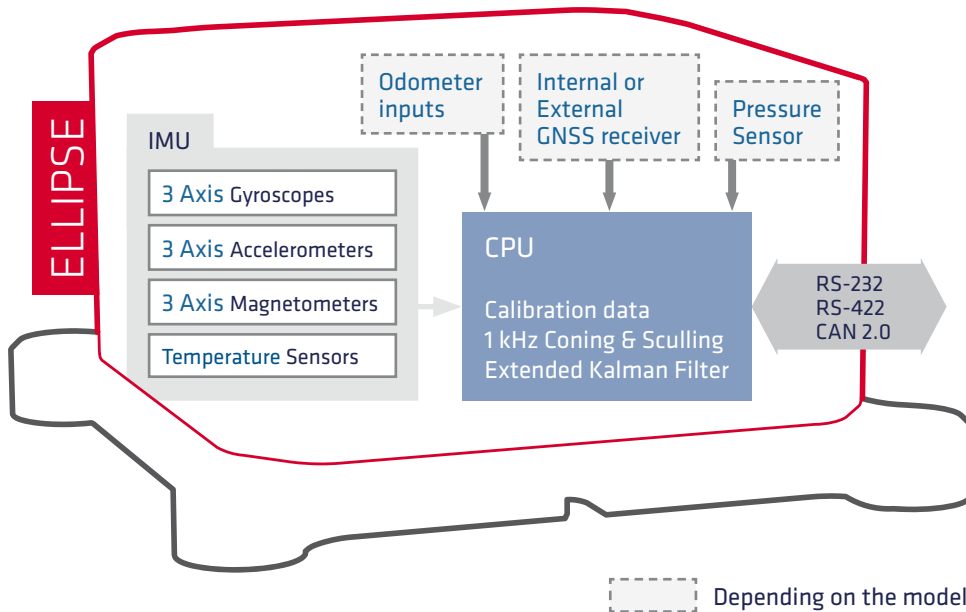 ELLIPSE
IMU
3 Axis Gyroscopes
3 Axis Accelerometers
3 Axis Magnetometers
Temperature Sensors
Odometer
inputs
Internal or
External
GNSS receiver
Pressure
Sensor
CPU
Calibration data
1 kHz Coning & Sculling
Extended Kalman Filter
RS-232
RS-422
CAN 2.0
Depending on the model